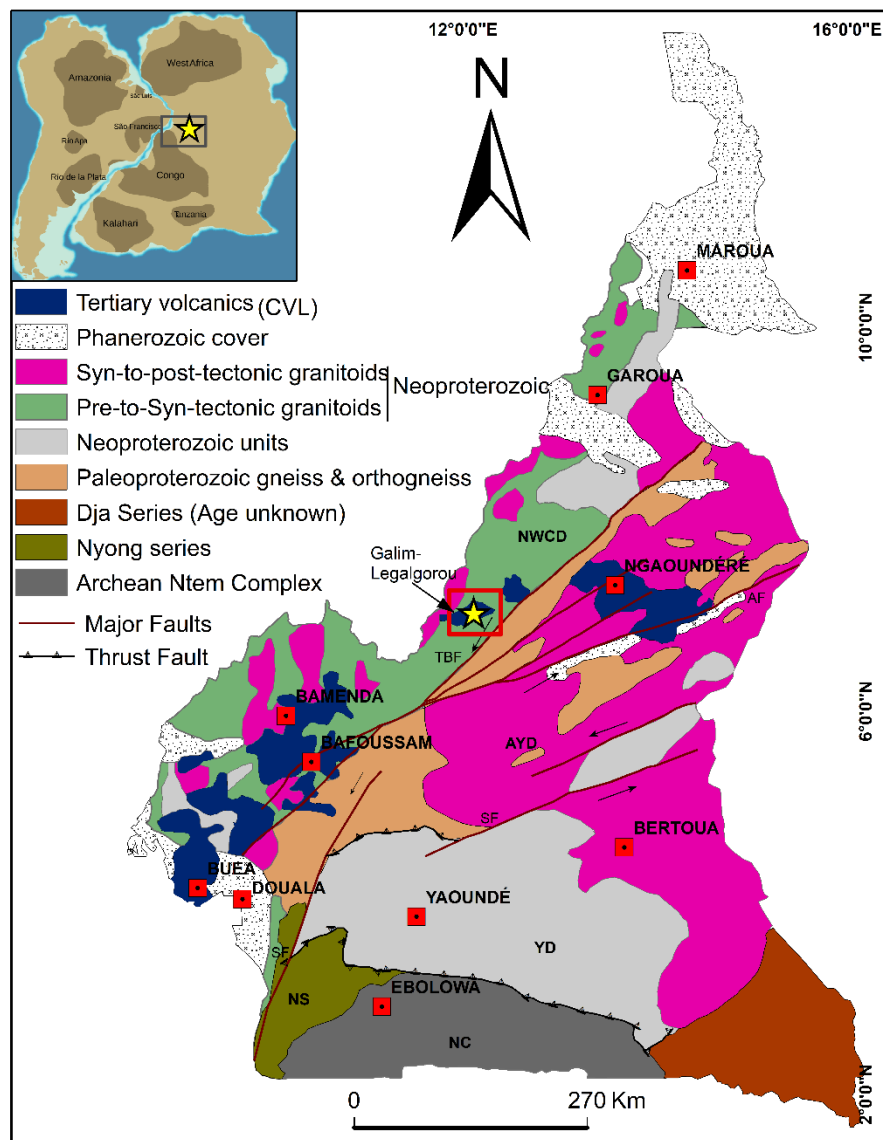 12°0'0"E
16°0'0"E
West Africa
Amazonia
São Luís
São Francisco
Rio Apa
Rio de la Plata
Congo
Kalahari
Tanzania
N
MAROUA
10°0'0"N
Tertiary volcanics (CVL)
Phanerozoic cover
Syn-to-post-tectonic granitoids
Neoproterozoic
Pre-to-Syn-tectonic granitoids
Neoproterozoic units
Paleoproterozoic gneiss & orthogneiss
Dja Series (Age unknown)
Nyong series
Archean Ntem Complex
Major Faults
Thrust Fault
GAROUA
NWCD
Galim-
Legalgorou
NGAOUNDÉRÉ
AF
TBF
6°0'0"N
BAMENDA
BAFOUSSAM
AYD
SF
BERTOUA
BUEA
DOUALA
YAOUNDÉ
SF
YD
NS
EBOLOWA
NC
2°0'0"N
0
270 Km